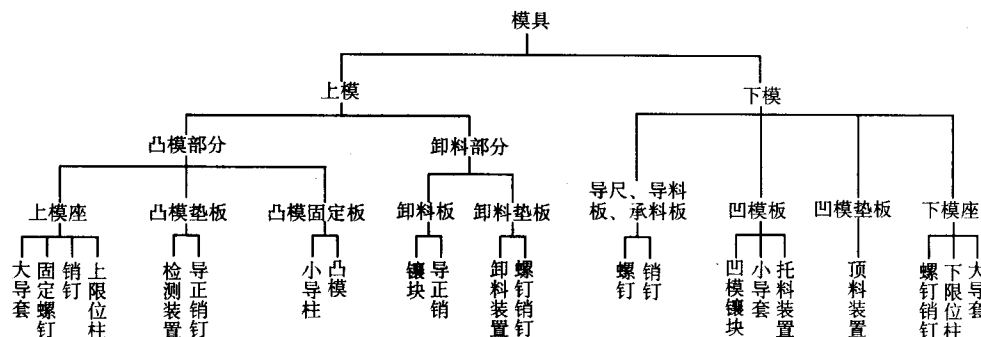 模具
上模
下模
凸模部分
卸料部分
导尺、导料
板、承料板
上模座
凸模垫板
凸模固定板
卸料板
卸料垫板
凹模板
凹模垫板
下模座
大导套
固定螺钉
销钉
上限位柱
检测装置
导正销钉
小导柱
凸模
镶块
导正销
卸料装置
螺钉销钉
螺钉
销钉
凹模镶块
小导套
托料装置
顶料装置
螺钉销钉
下限位柱
大导套